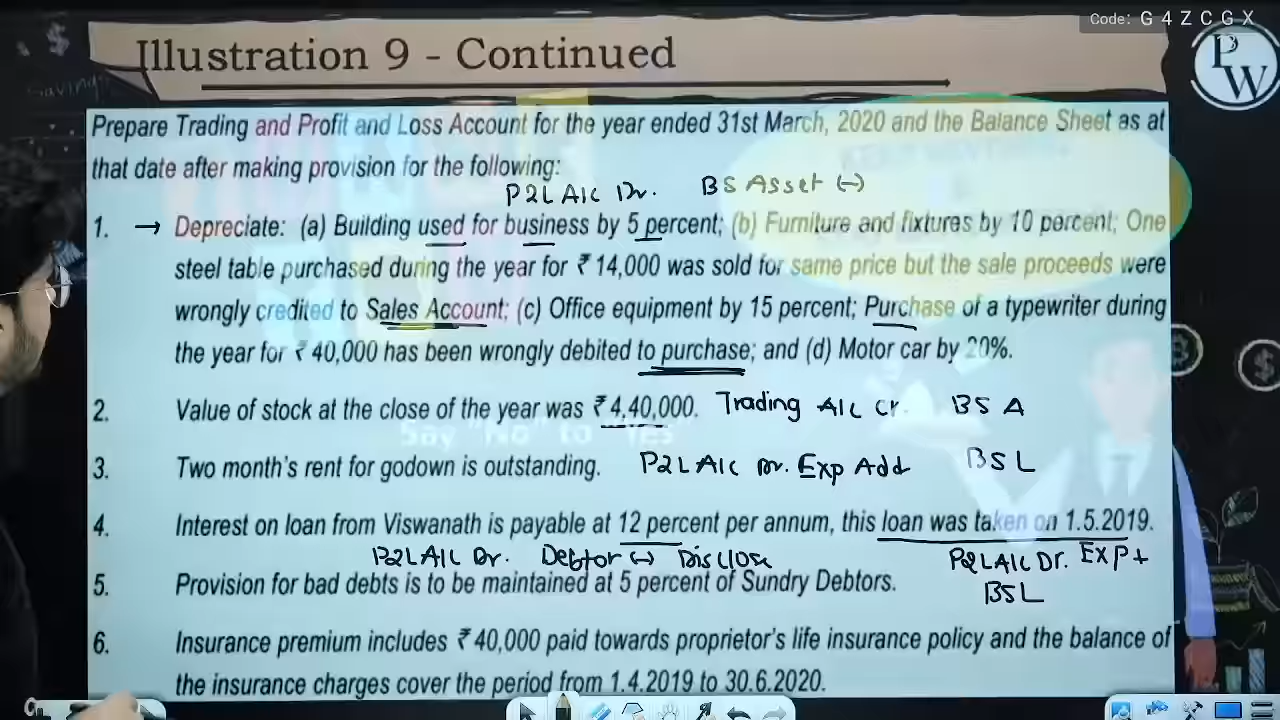 Code: G4ZCGX
PW
Illustration 9 - Continued
Savings
Prepare Trading and Profit and Loss Account for the year ended 31st March, 2020 and the Balance Sheet as at
that date after making provision for the following:
P&L A/c Dr. BS Asset (-)
1. → Depreciate: (a) Building used for business by 5 percent; (b) Furniture and fixtures by 10 percent; One
steel table purchased during the year for ₹ 14,000 was sold for same price but the sale proceeds were
wrongly credited to Sales Account; (c) Office equipment by 15 percent; Purchase of a typewriter during
the year for ₹ 40,000 has been wrongly debited to purchase; and (d) Motor car by 20%.
2. Value of stock at the close of the year was ₹ 4,40,000. Trading A/c Cr. BS A
Say "No" to "Yes"
3. Two month's rent for godown is outstanding. P&L A/c Dr. Exp Add BS L
4. Interest on loan from Viswanath is payable at 12 percent per annum, this loan was taken on 1.5.2019.
P&L A/c Dr. Debtor (-) Disclose P&L A/c Dr. Exp +
5. Provision for bad debts is to be maintained at 5 percent of Sundry Debtors. BSL
6. Insurance premium includes ₹ 40,000 paid towards proprietor's life insurance policy and the balance of
the insurance charges cover the period from 1.4.2019 to 30.6.2020.